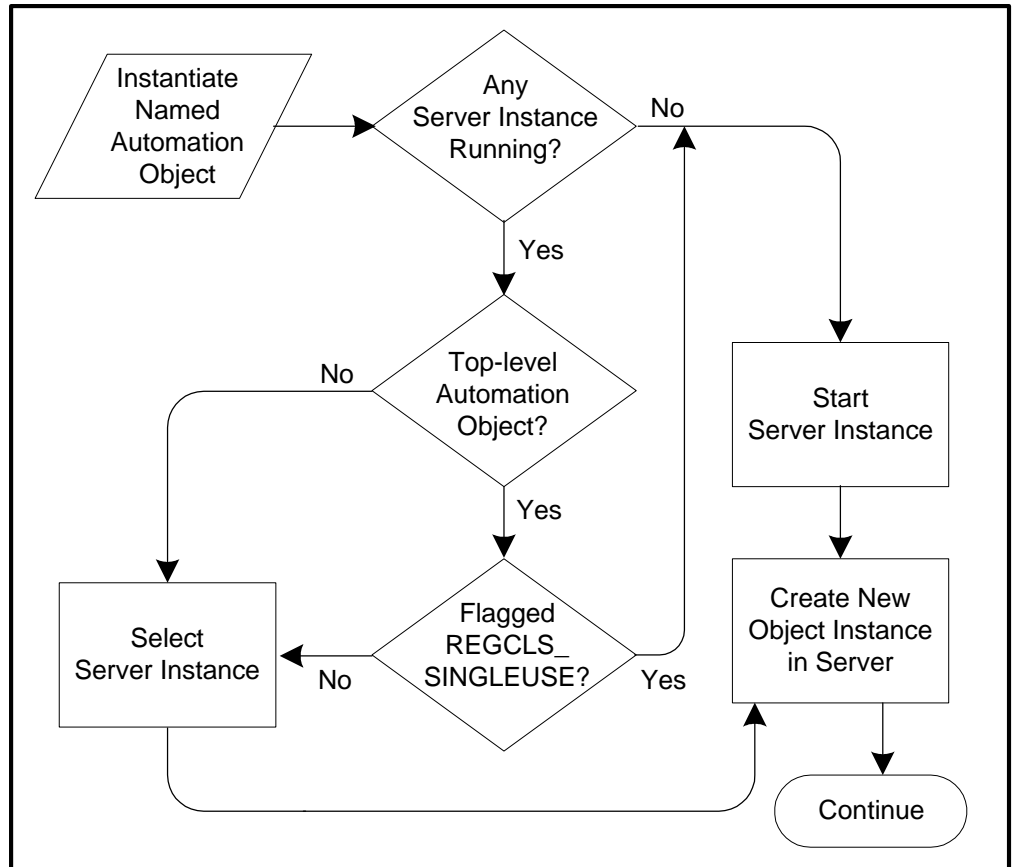 Instantiate
Named
Automation
Object
Any
Server Instance
Running?
No
Yes
Top-level
Automation
Object?
No
Yes
Start
Server Instance
Select
Server Instance
No
Flagged
REGCLS_
SINGLEUSE?
Yes
Create New
Object Instance
in Server
Continue